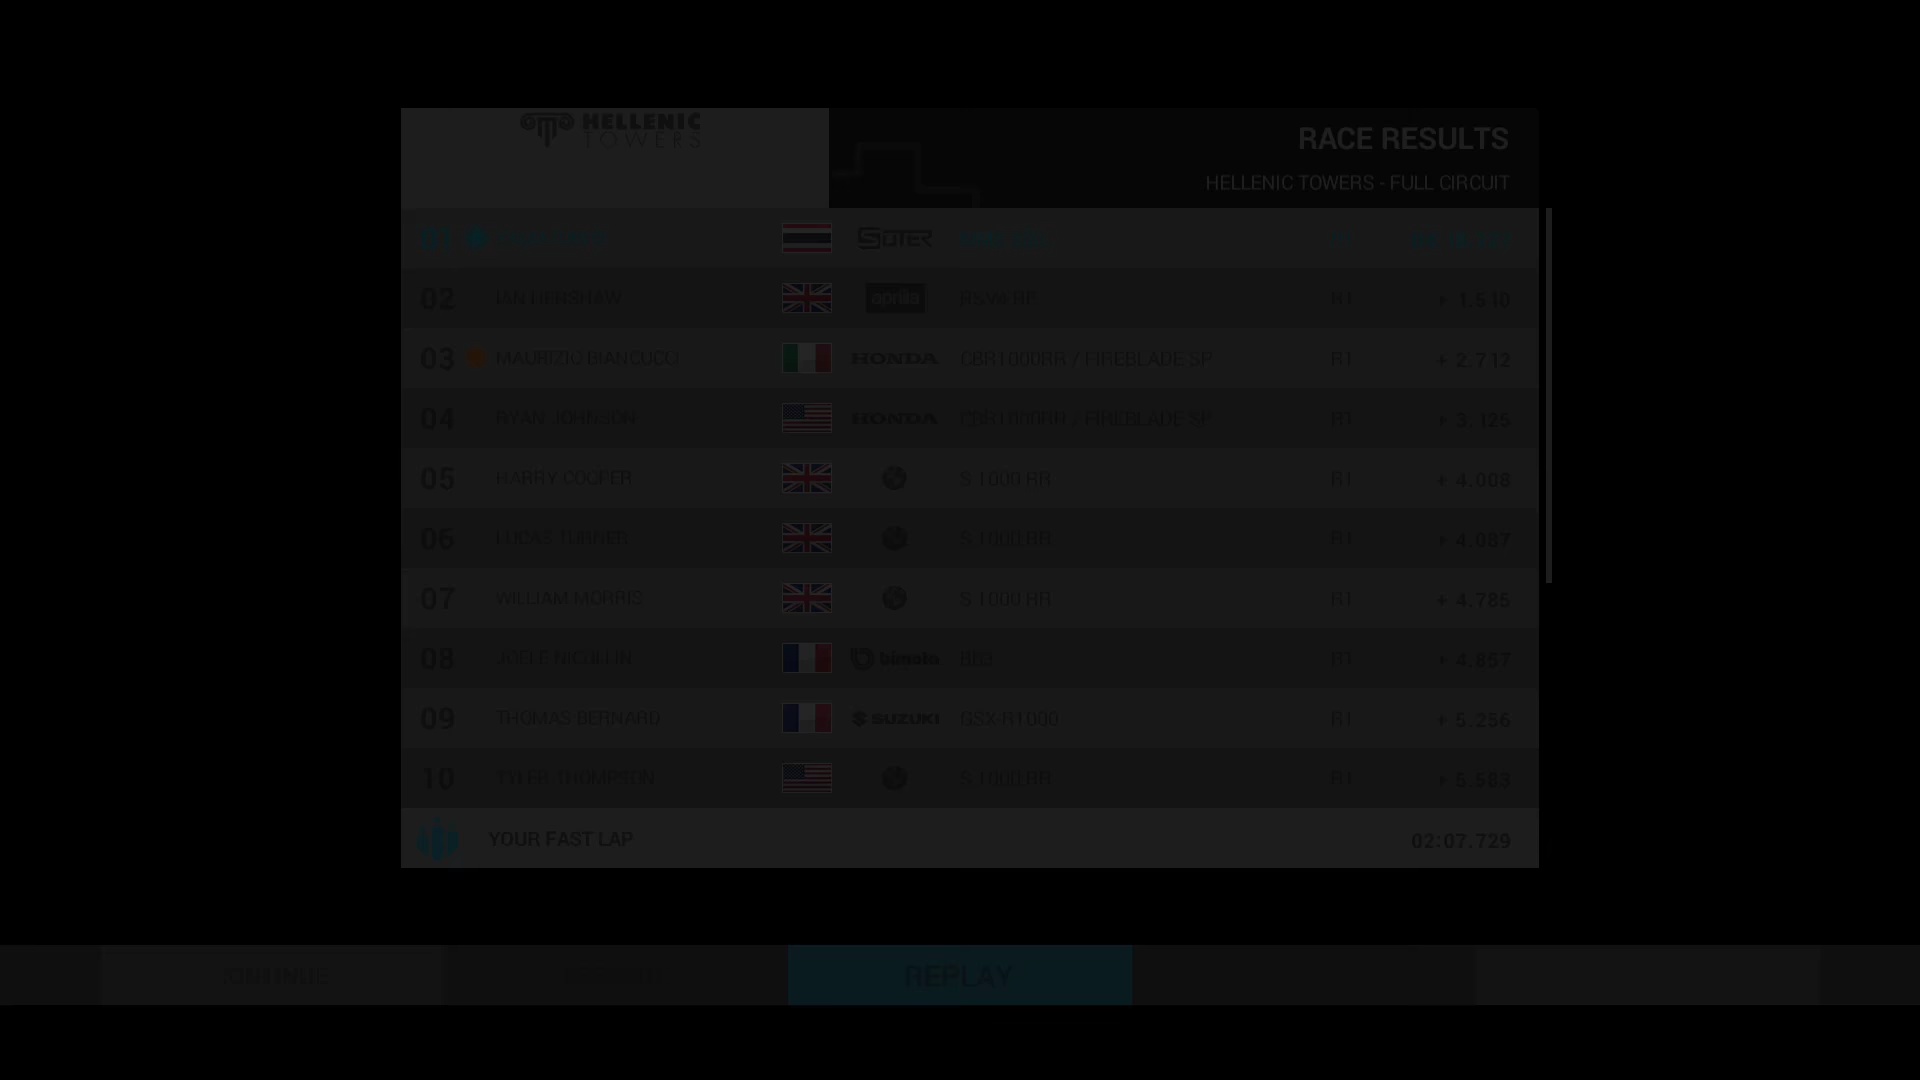 HELLENIC
TOWERS
RACE RESULTS
HELLENIC TOWERS - FULL CIRCUIT
01 SUTER
02 IAN HENSHAW aprilia RSV4 RF R1 + 1.510
03 MAURIZIO BIANCUCCI HONDA CBR1000RR / FIREBLADE SP R1 + 2.712
04 RYAN JOHNSON HONDA CBR1000RR / FIREBLADE SP R1 + 3.125
05 HARRY COOPER S 1000 RR R1 + 4.008
06 LUCAS TURNER S 1000 RR R1 + 4.087
07 WILLIAM MORRIS S 1000 RR R1 + 4.785
08 bimota BB3 R1 + 4.857
09 THOMAS BERNARD SUZUKI GSX-R1000 R1 + 5.256
10 TYLER THOMPSON S 1000 RR R1 + 5.583
YOUR FAST LAP 02:07.729
CONTINUE REPLAY